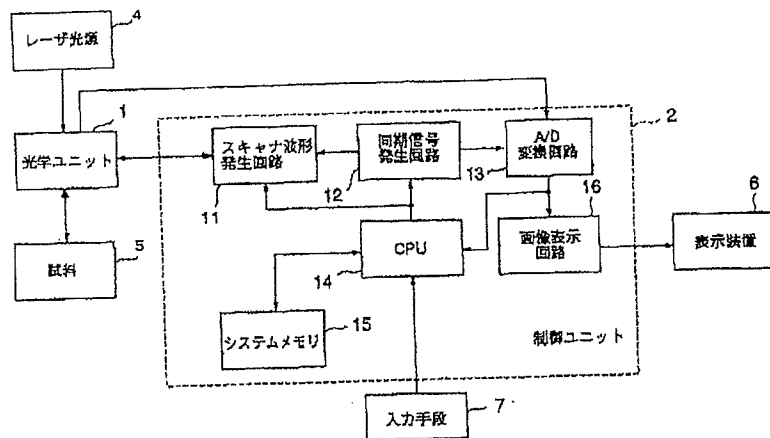 4
レーザ光源
1
光学ユニット
5
試料
2
スキャナ波形
発生回路
11
同期信号
発生回路
12
A/D
変換回路
13
16
画像表示
回路
6
表示装置
CPU
14
15
システムメモリ
制御ユニット
入力手段
7